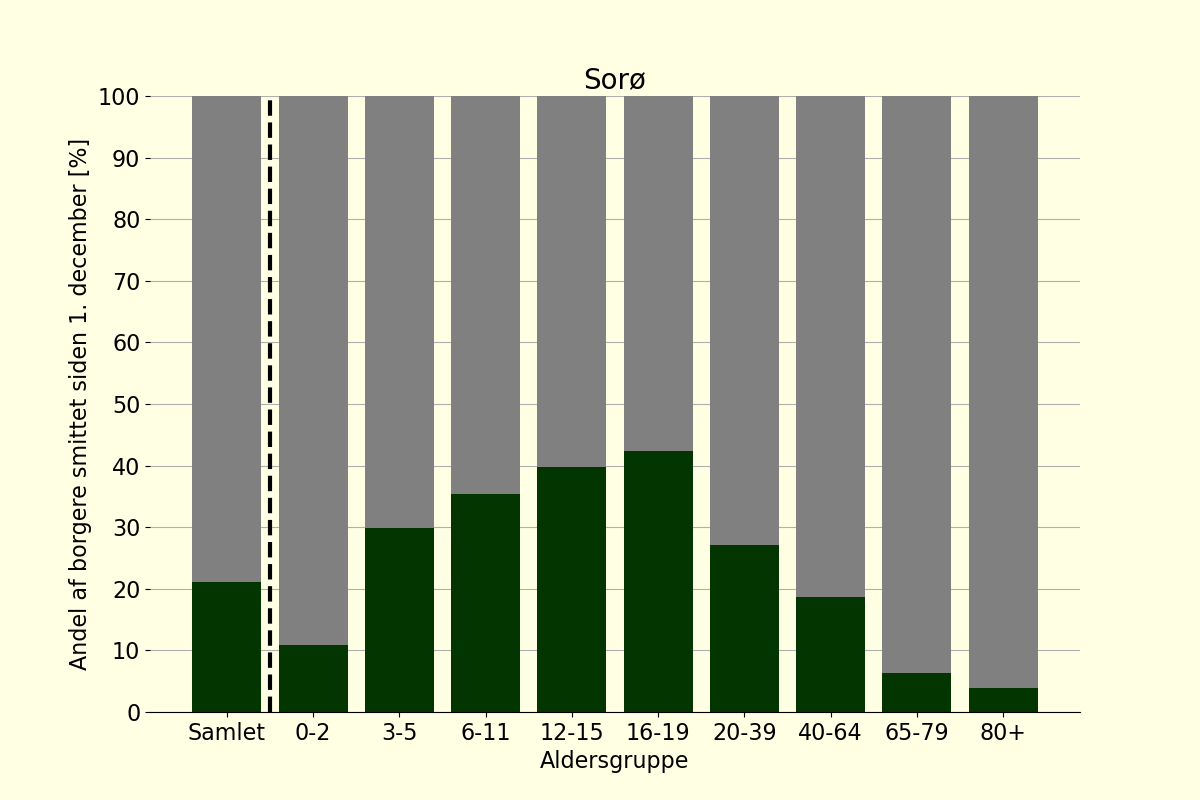 Sorø
Andel af borgere smittet siden 1. december [%]
100
90
80
70
60
50
40
30
20
10
0
Samlet 0-2 3-5 6-11 12-15 16-19 20-39 40-64 65-79 80+
Aldersgruppe